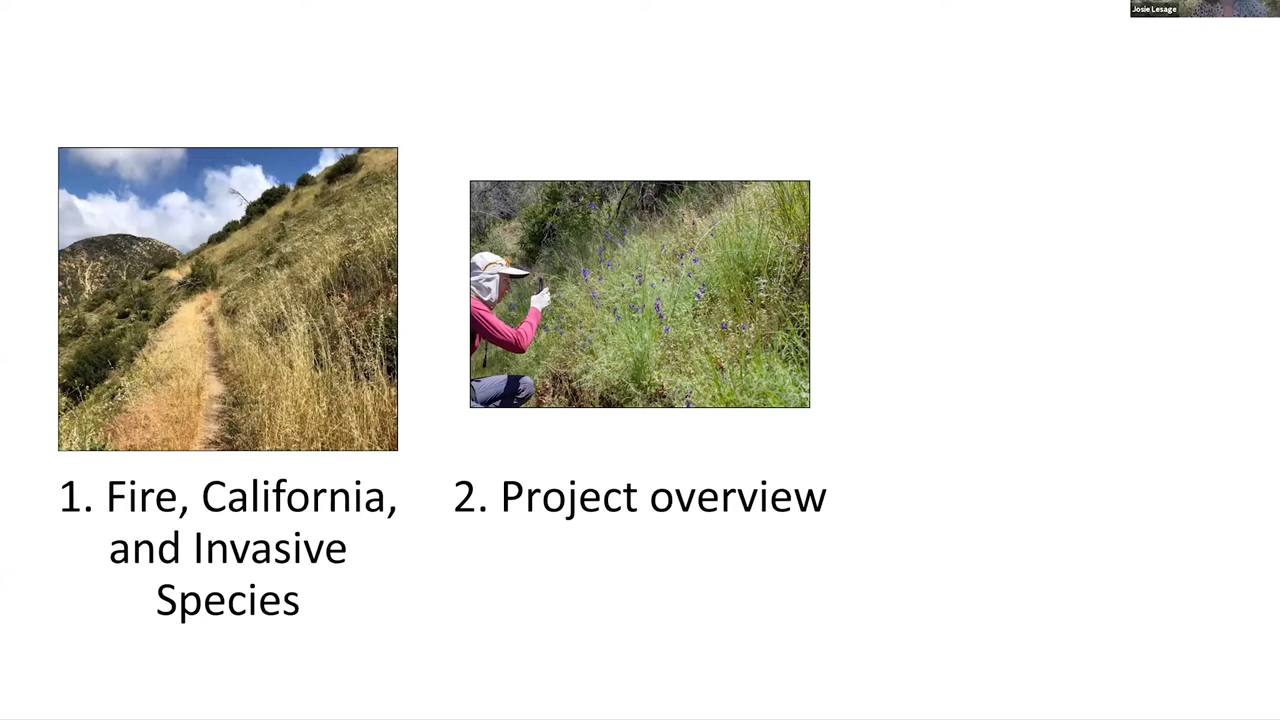 Josie Lesage
1. Fire, California,
and Invasive
Species
2. Project overview